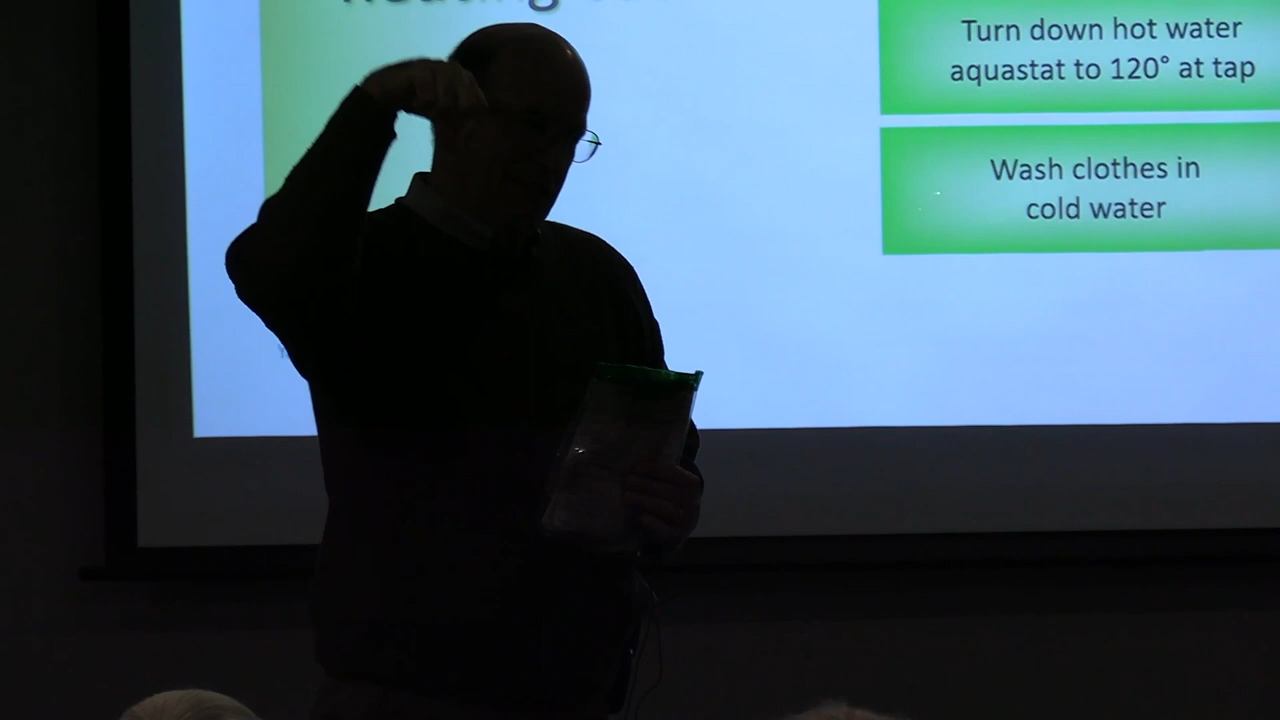 Turn down hot water
aquastat to 120° at tap
Wash clothes in
cold water